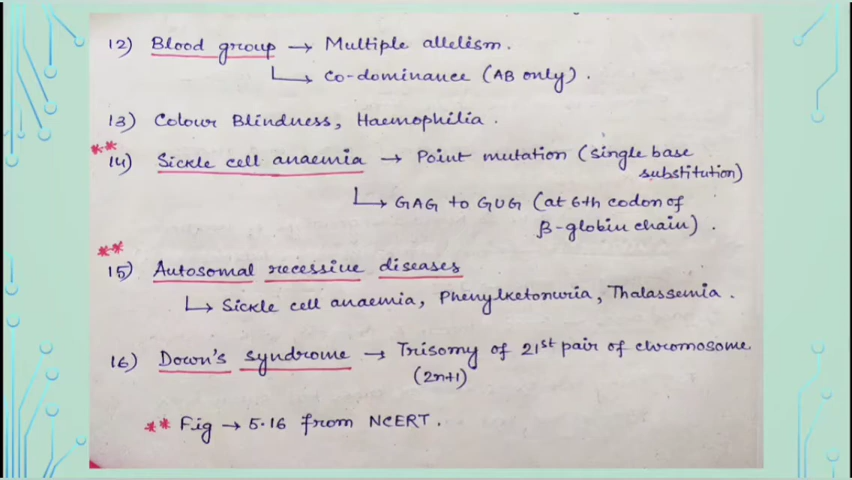 12) Blood group → Multiple allelism.
↳ Co-dominance (AB only).
13) Colour Blindness, Haemophilia.
** 14) Sickle cell anaemia → Point mutation (single base
substitution)
↳ GAG to GUG (at 6th codon of
β-globin chain).
** 15) Autosomal recessive diseases
↳ Sickle cell anaemia, Phenylketonuria, Thalassemia.
16) Down's syndrome → Trisomy of 21st pair of chromosome
(2n+1)
** Fig → 5.16 from NCERT.